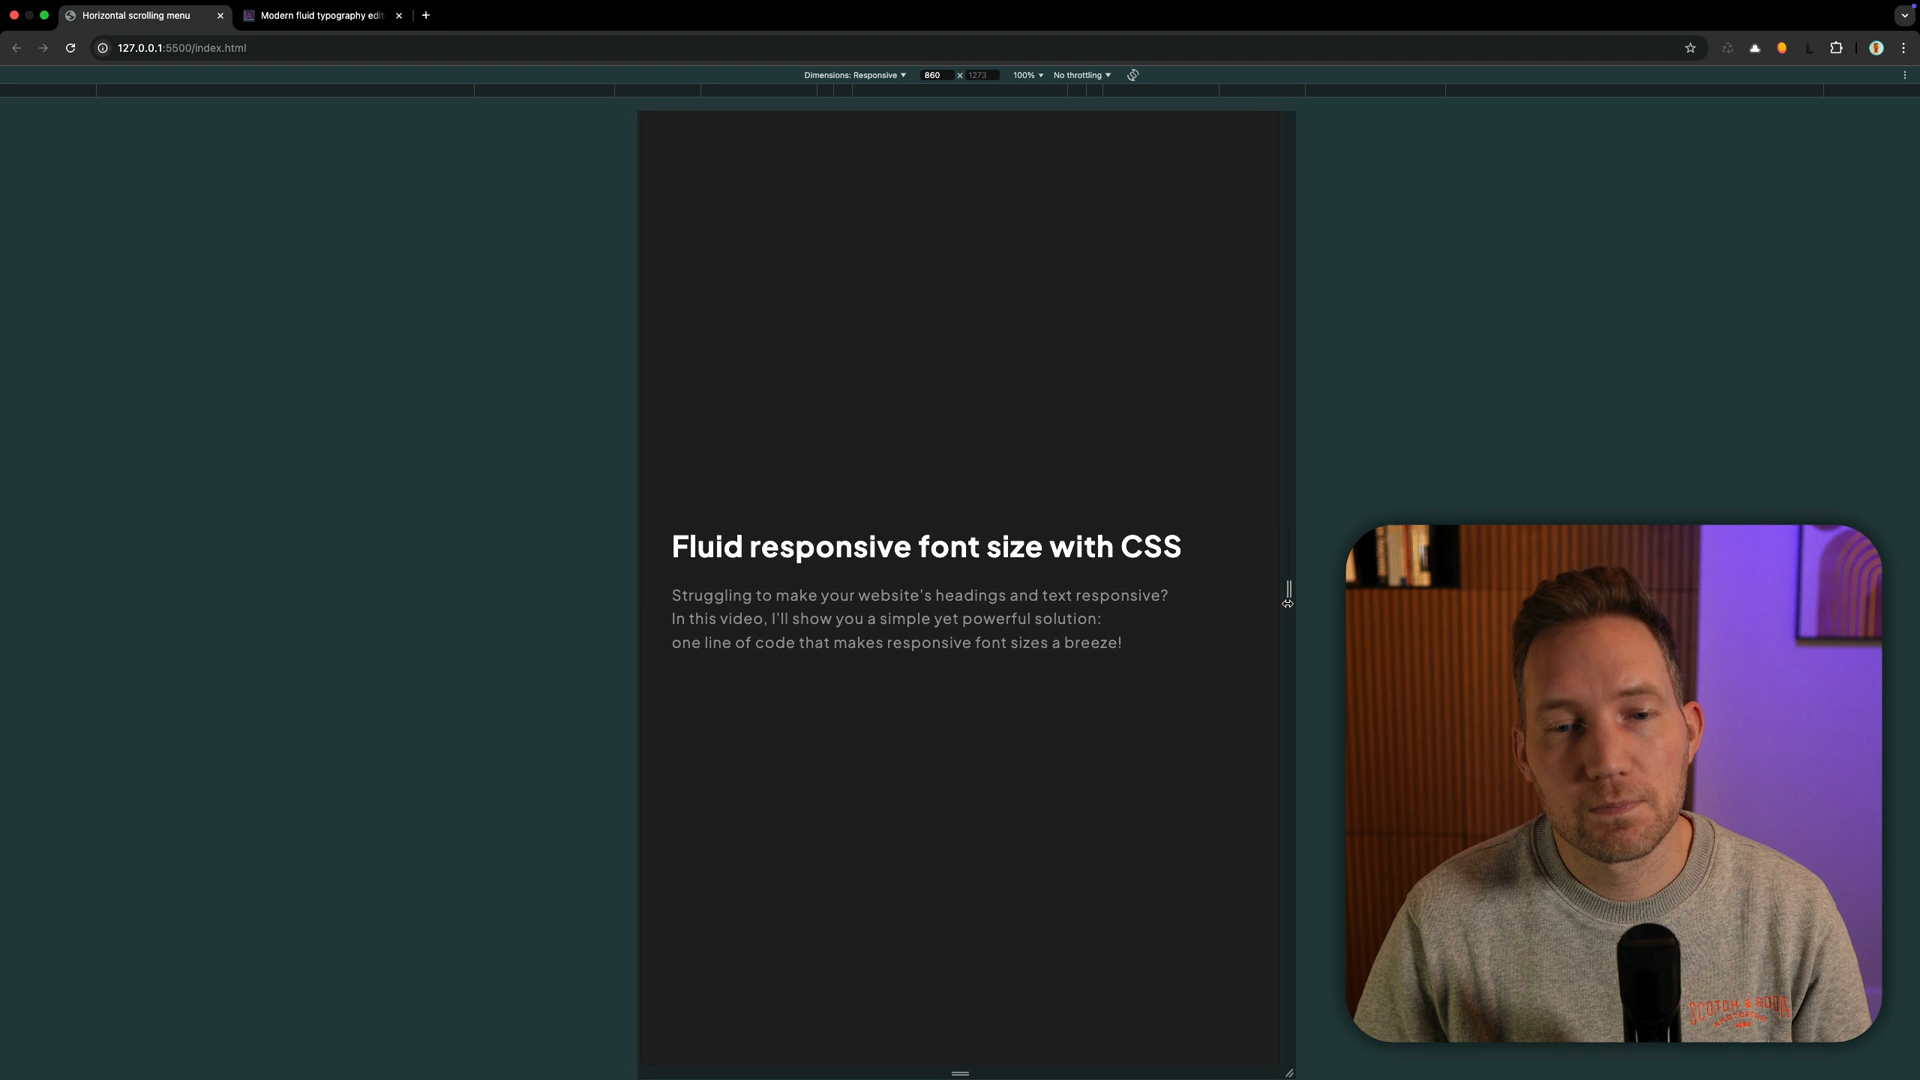 Horizontal scrolling menu
Modern fluid typography edit
127.0.0.1:5500/index.html
Dimensions: Responsive
860 x 1273
100%
No throttling
Fluid responsive font size with CSS
Struggling to make your website's headings and text responsive?
In this video, I'll show you a simple yet powerful solution:
one line of code that makes responsive font sizes a breeze!
SCOTCH & SODA